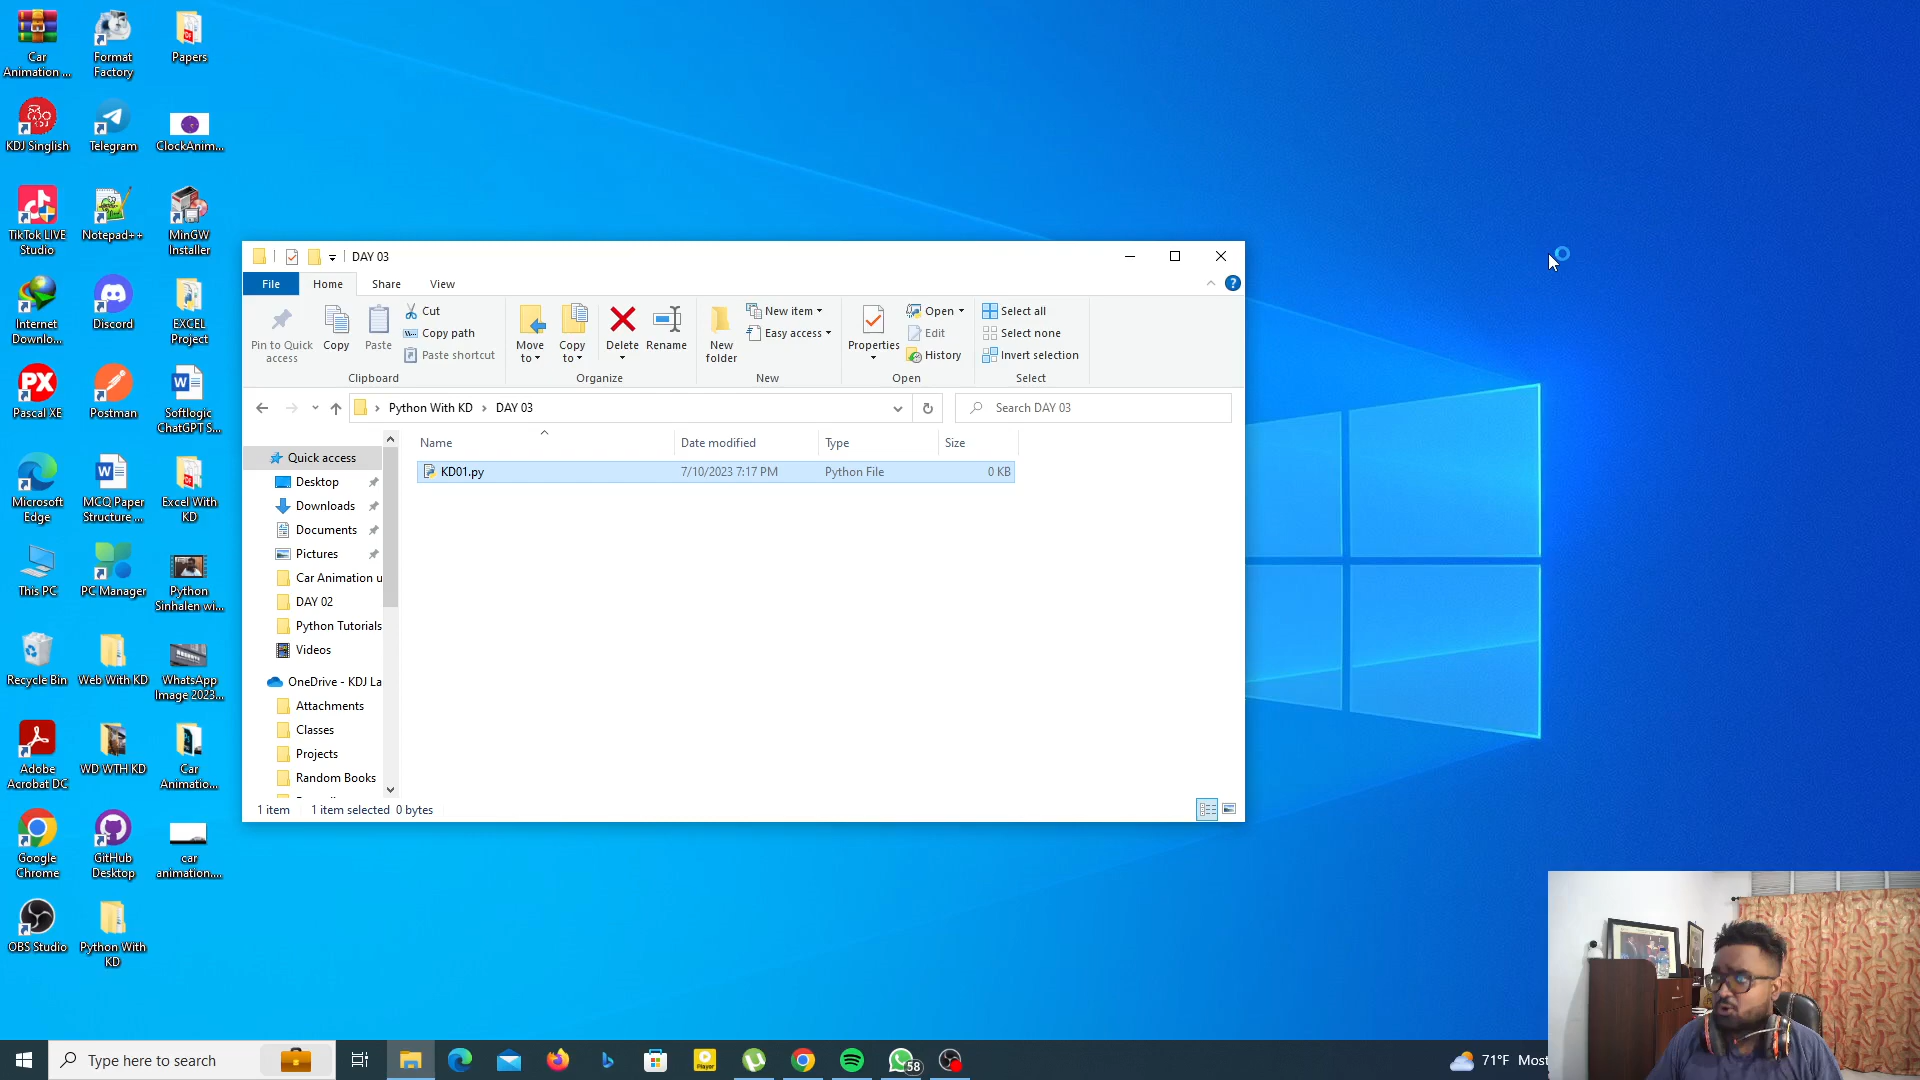 Car
Animation ...
Format
Factory
Papers
KDJ Singlish
Telegram
ClockAnim...
TikTok LIVE
Studio
Notepad++
MinGW
Installer
Internet
Downlo...
Discord
EXCEL
Project
Pascal XE
Postman
Softlogic
ChatGPT S...
Microsoft
Edge
MCQ Paper
Structure ...
Excel With
KD
This PC
PC Manager
Python
Sinhalen wi...
Recycle Bin
Web With KD
WhatsApp
Image 2023...
Adobe
Acrobat DC
WD WTH KD
Car
Animatio...
Google
Chrome
GitHub
Desktop
car
animation....
OBS Studio
Python With
KD
DAY 03
File
Home
Share
View
Pin to Quick
access
Copy
Paste
Cut
Copy path
Paste shortcut
Clipboard
Move
to
Copy
to
Delete
Rename
Organize
New
folder
New item
Easy access
New
Properties
Open
Edit
History
Open
Select all
Select none
Invert selection
Select
Python With KD
DAY 03
Search DAY 03
Name
Date modified
Type
Size
KD01.py
7/10/2023 7:17 PM
Python File
0 KB
Quick access
Desktop
Downloads
Documents
Pictures
Car Animation u
DAY 02
Python Tutorials
Videos
OneDrive - KDJ La
Attachments
Classes
Projects
Random Books
1 item
1 item selected 0 bytes
Type here to search
Player
58
71°F Most